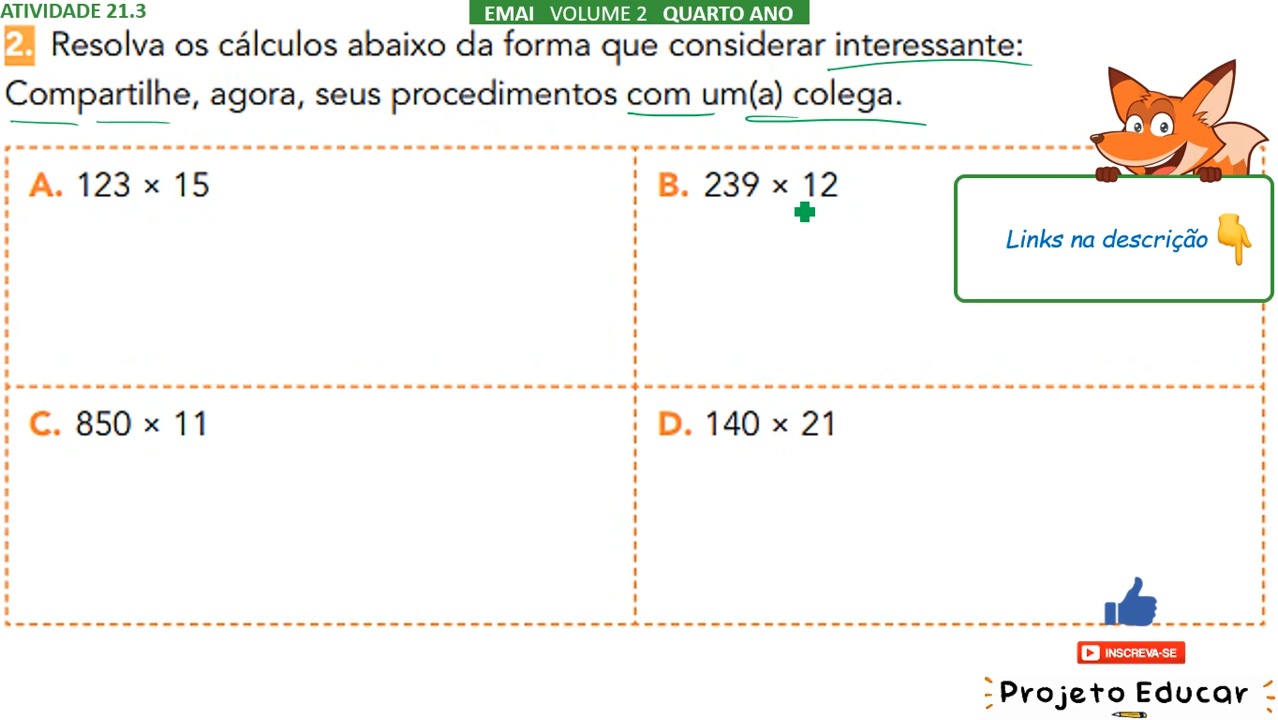 ATIVIDADE 21.3
EMAI VOLUME 2 QUARTO ANO
2. Resolva os cálculos abaixo da forma que considerar interessante:
Compartilhe, agora, seus procedimentos com um(a) colega.
A. 123 × 15
B. 239 × 12
Links na descrição
C. 850 × 11
D. 140 × 21
INSCREVA-SE
Projeto Educar